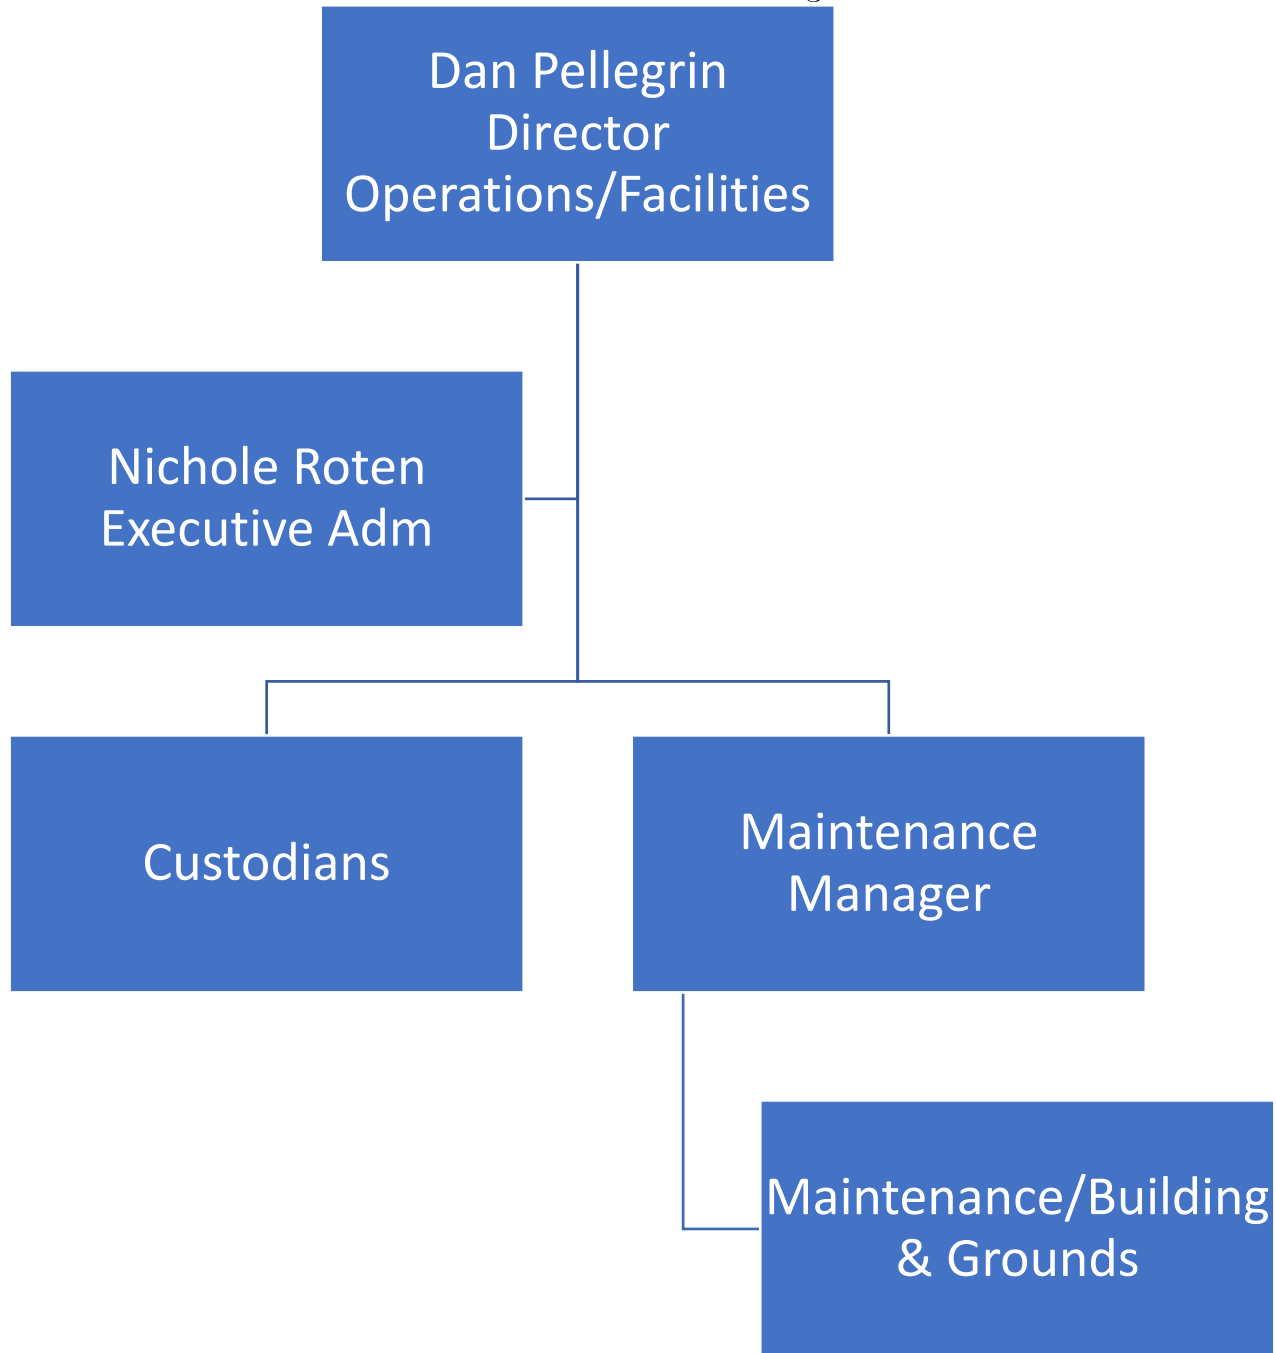 Dan Pellegrin
Director
Operations/Facilities
Nichole Roten
Executive Adm
Custodians
Maintenance
Manager
Maintenance/Building
& Grounds